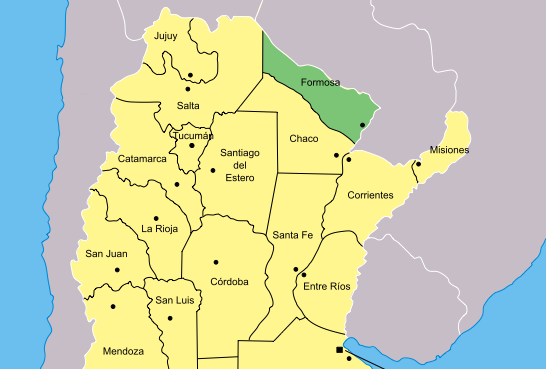 Jujuy
Formosa
Salta
Tucumán
Chaco
Catamarca
Santiago
del
Estero
Misiones
Corrientes
La Rioja
Santa Fe
San Juan
Córdoba
Entre Ríos
San Luis
Mendoza